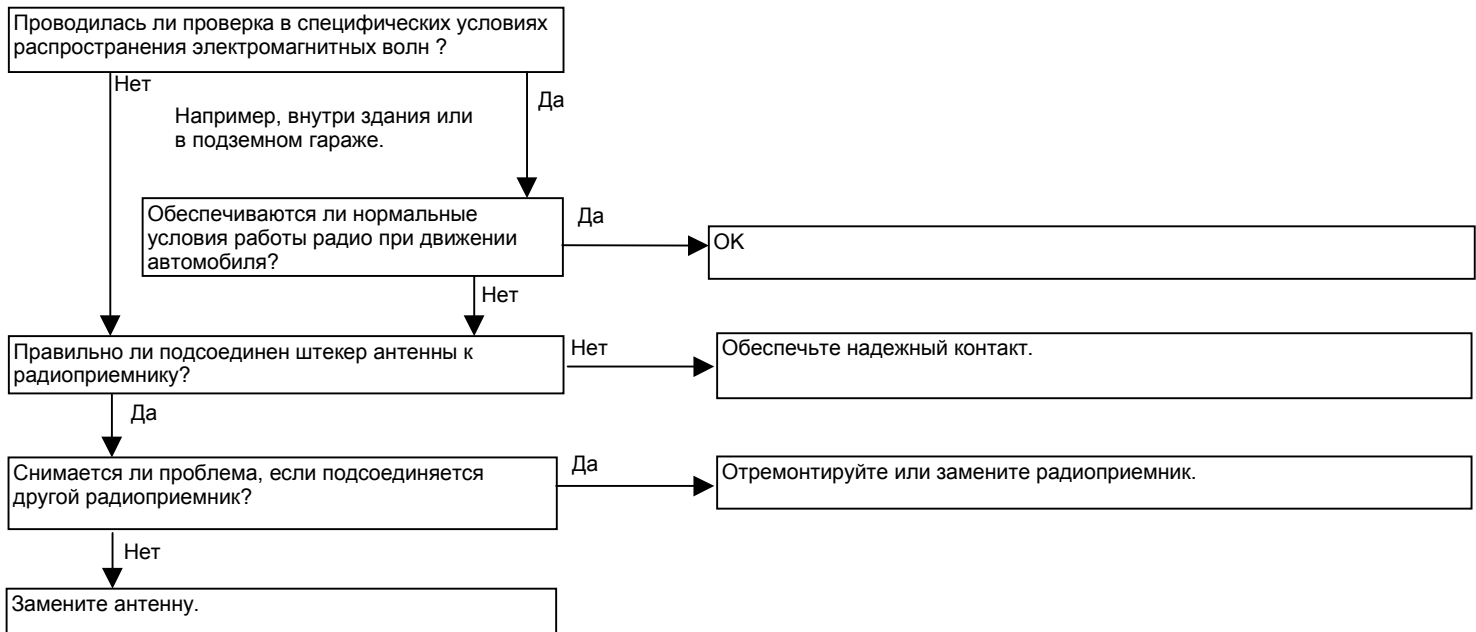 Проводилась ли проверка в специфических условиях
распространения электромагнитных волн ?
Нет
Да
Например, внутри здания или
в подземном гараже.
Обеспечиваются ли нормальные
условия работы радио при движении
автомобиля?
Да
OK
Нет
Правильно ли подсоединен штекер антенны к
радиоприемнику?
Нет
Обеспечьте надежный контакт.
Да
Снимается ли проблема, если подсоединяется
другой радиоприемник?
Да
Отремонтируйте или замените радиоприемник.
Нет
Замените антенну.